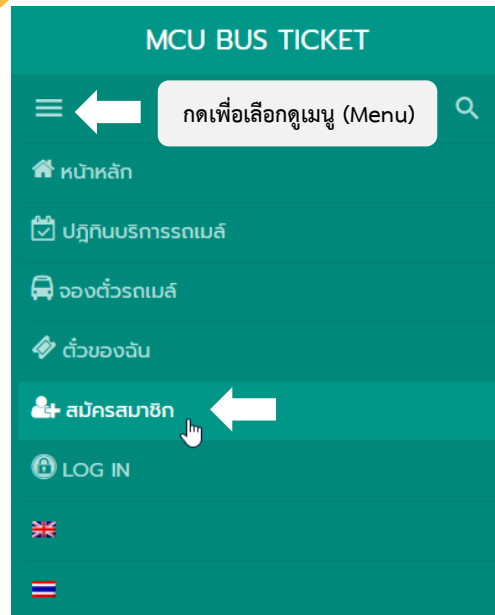 MCU BUS TICKET
กดเพื่อเลือกดูเมนู (Menu)
หน้าหลัก
ปฏิทินบริการรถเมล์
จองตั๋วรถเมล์
ตั๋วของฉัน
สมัครสมาชิก
LOG IN